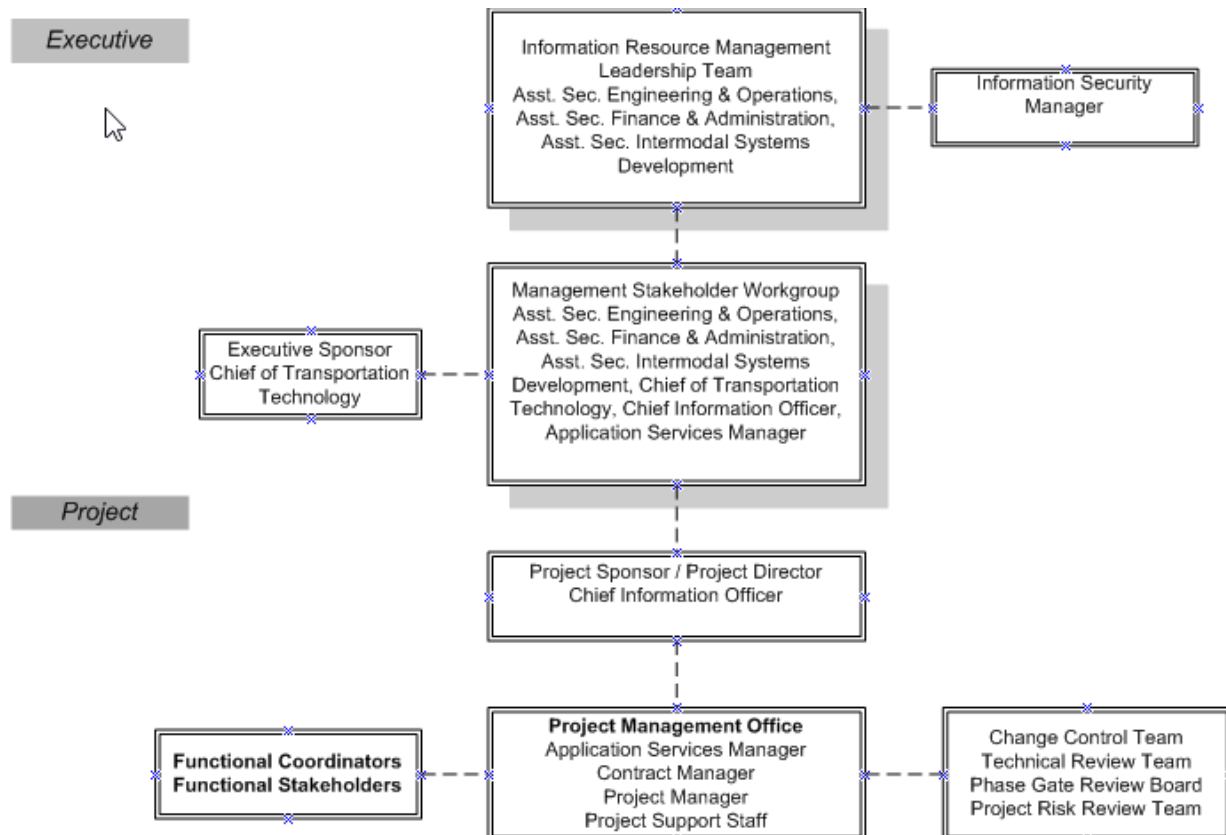 Executive
Information Resource Management
Leadership Team
Asst. Sec. Engineering & Operations,
Asst. Sec. Finance & Administration,
Asst. Sec. Intermodal Systems
Development
Information Security
Manager
Management Stakeholder Workgroup
Asst. Sec. Engineering & Operations,
Asst. Sec. Finance & Administration,
Asst. Sec. Intermodal Systems
Development, Chief of Transportation
Technology, Chief Information Officer,
Application Services Manager
Executive Sponsor
Chief of Transportation
Technology
Project
Project Sponsor / Project Director
Chief Information Officer
Functional Coordinators
Functional Stakeholders
Project Management Office
Application Services Manager
Contract Manager
Project Manager
Project Support Staff
Change Control Team
Technical Review Team
Phase Gate Review Board
Project Risk Review Team